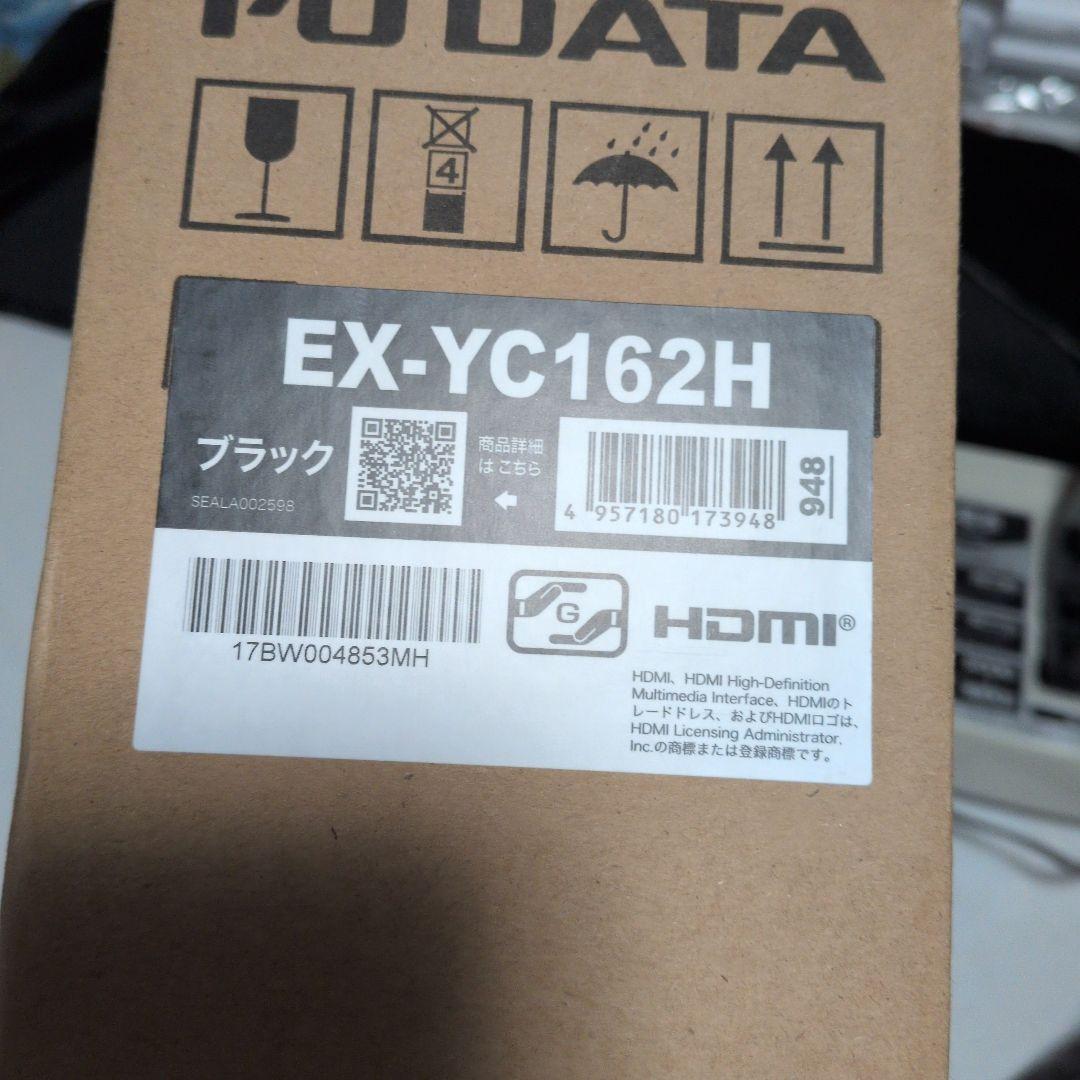 I-O DATA
4
EX-YC162H
ブラック
商品詳細
はこちら
SEALA002598
4 957180 173948
948
17BW004853MH
G
HDMI®
HDMI、HDMI High-Definition
Multimedia Interface、HDMIのト
レードドレス、およびHDMIロゴは、
HDMI Licensing Administrator,
Inc.の商標または登録商標です。